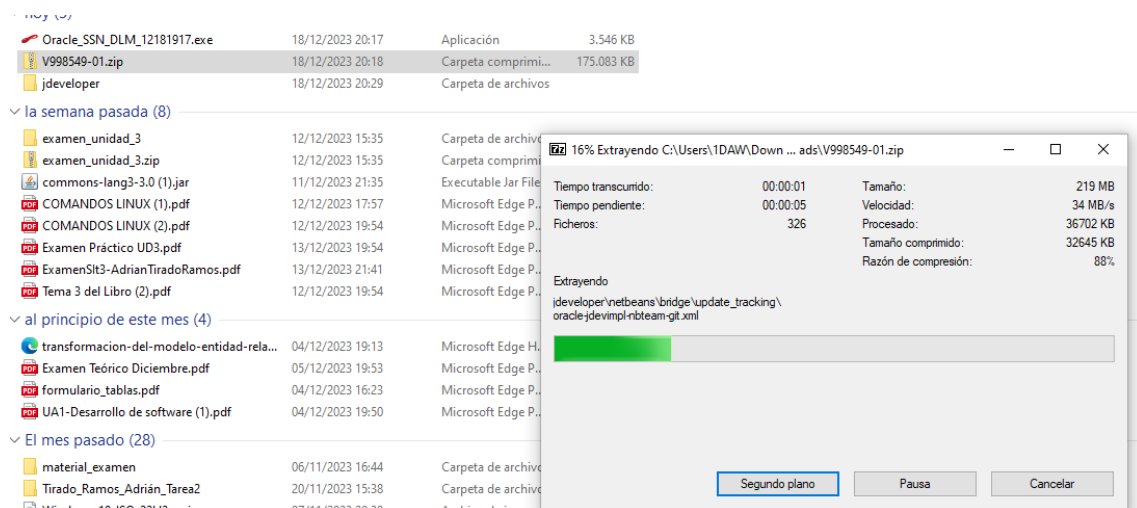 hoy (3)
Oracle_SSN_DLM_12181917.exe 18/12/2023 20:17 Aplicación 3.546 KB
V998549-01.zip 18/12/2023 20:18 Carpeta comprimi... 175.083 KB
jdeveloper 18/12/2023 20:29 Carpeta de archivos
la semana pasada (8)
examen_unidad_3 12/12/2023 15:35 Carpeta de archivo
examen_unidad_3.zip 12/12/2023 15:35 Carpeta comprimi
commons-lang3-3.0 (1).jar 11/12/2023 21:35 Executable Jar File
COMANDOS LINUX (1).pdf 12/12/2023 17:57 Microsoft Edge P..
COMANDOS LINUX (2).pdf 12/12/2023 19:54 Microsoft Edge P..
Examen Práctico UD3.pdf 13/12/2023 19:54 Microsoft Edge P..
ExamenSlt3-AdrianTiradoRamos.pdf 13/12/2023 21:41 Microsoft Edge P..
Tema 3 del Libro (2).pdf 12/12/2023 19:54 Microsoft Edge P..
al principio de este mes (4)
transformacion-del-modelo-entidad-rela... 04/12/2023 19:13 Microsoft Edge H..
Examen Teórico Diciembre.pdf 05/12/2023 19:53 Microsoft Edge P..
formulario_tablas.pdf 04/12/2023 16:23 Microsoft Edge P..
UA1-Desarrollo de software (1).pdf 04/12/2023 19:50 Microsoft Edge P..
El mes pasado (28)
material_examen 06/11/2023 16:44 Carpeta de archivo
Tirado_Ramos_Adrián_Tarea2 20/11/2023 15:38 Carpeta de archivo
16% Extrayendo C:\Users\1DAW\Down ... ads\V998549-01.zip
Tiempo transcurrido: 00:00:01 Tamaño: 219 MB
Tiempo pendiente: 00:00:05 Velocidad: 34 MB/s
Ficheros: 326 Procesado: 36702 KB
Tamaño comprimido: 32645 KB
Razón de compresión: 88%
Extrayendo
jdeveloper\netbeans\bridge\update_tracking\
oracle-jdevimpl-nbteam-git.xml
Segundo plano Pausa Cancelar